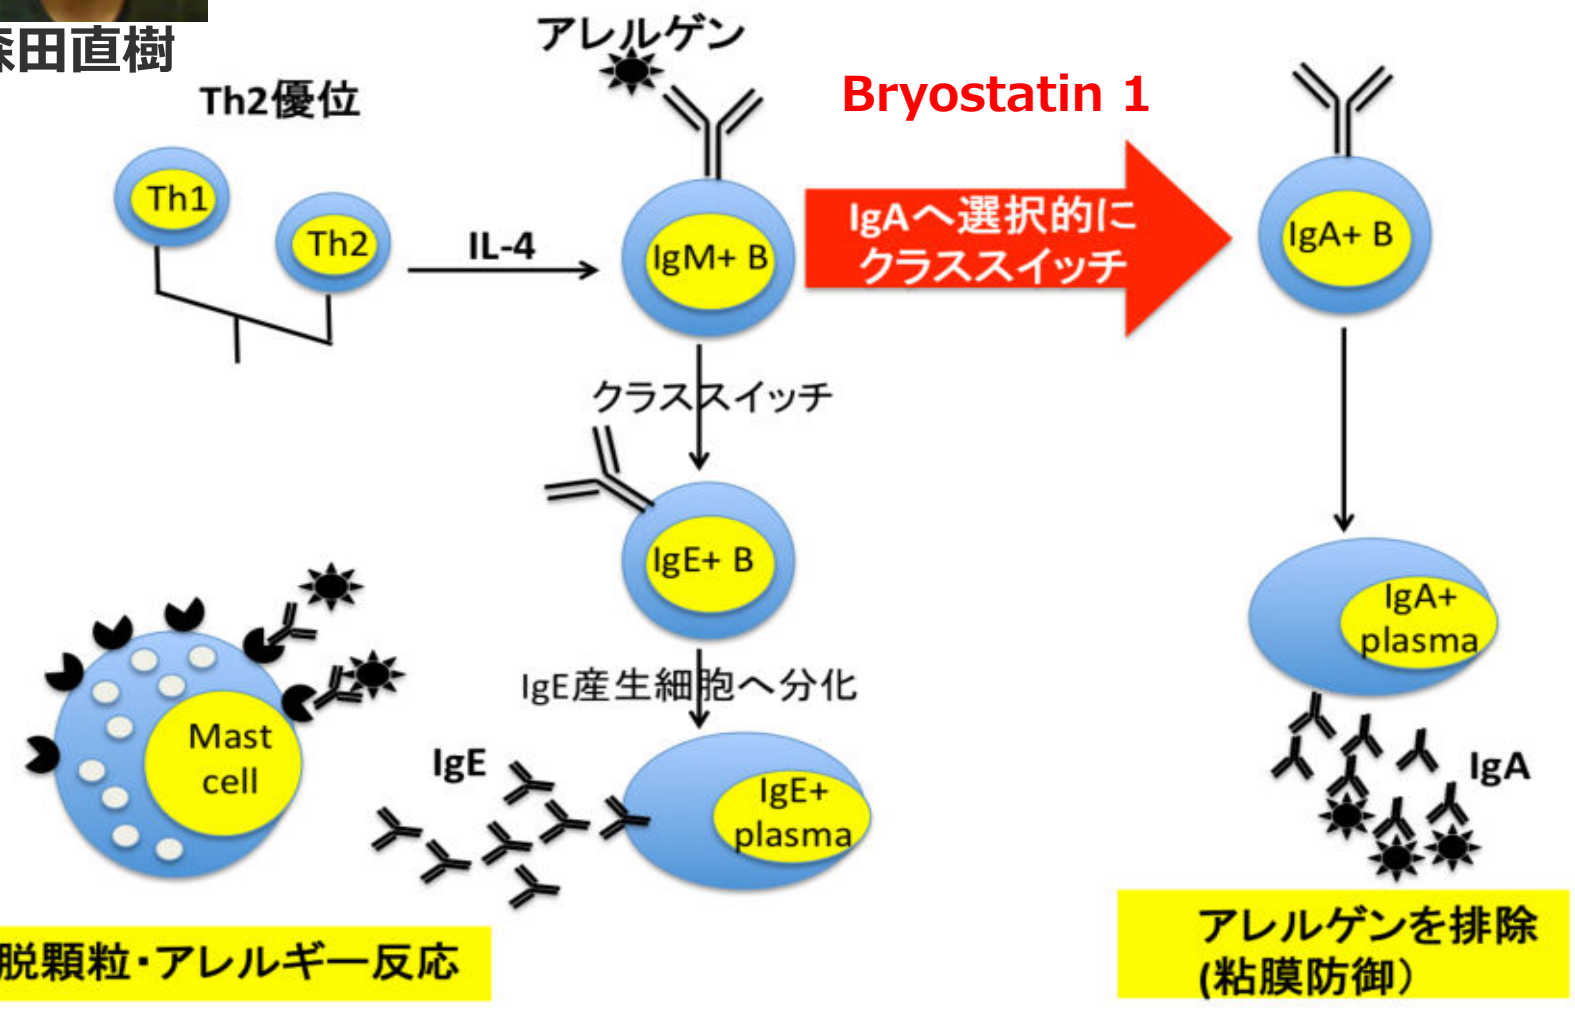 森田直樹
アレルゲン
Th2優位
Bryostatin 1
Th1
Th2
IL-4
IgM+ B
IgAへ選択的に
クラススイッチ
IgA+ B
クラススイッチ
IgE+ B
IgE産生細胞へ分化
IgA+
plasma
Mast
cell
IgE
IgE+
plasma
IgA
脱顆粒・アレルギー反応
アレルゲンを排除
(粘膜防御）